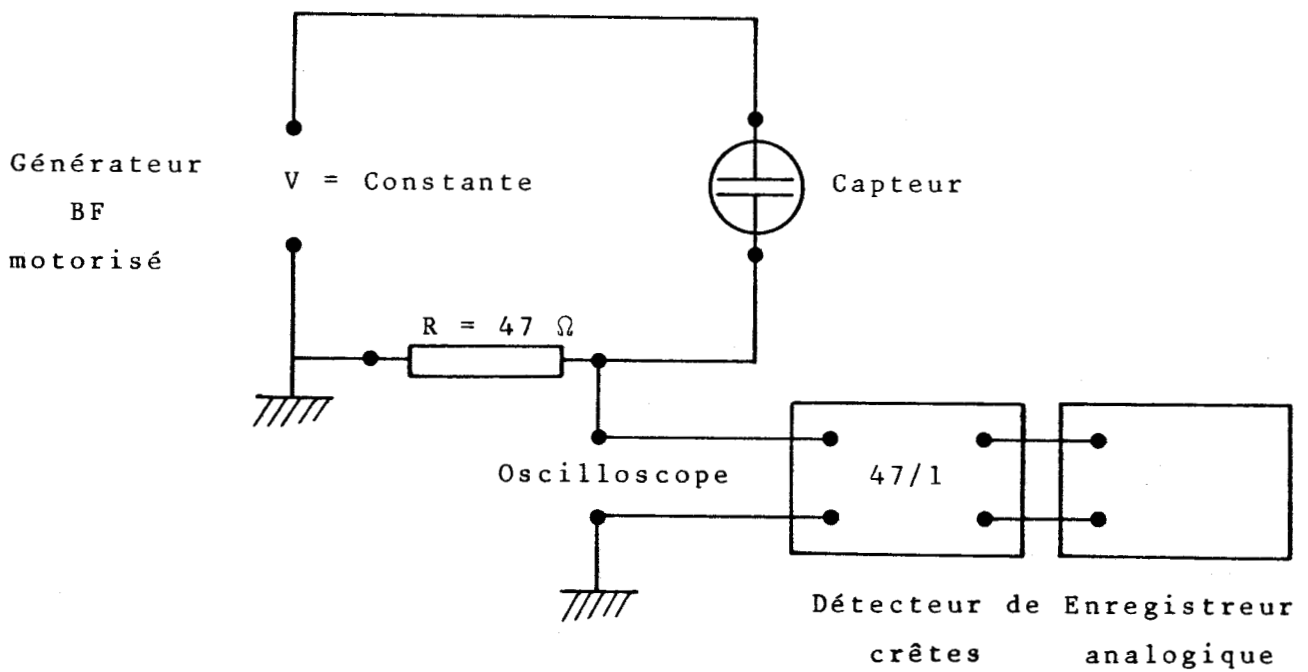 Générateur
BF
motorisé
V = Constante
Capteur
R = 47 Ω
Oscilloscope
47/1
Détecteur de
crêtes
Enregistreur
analogique